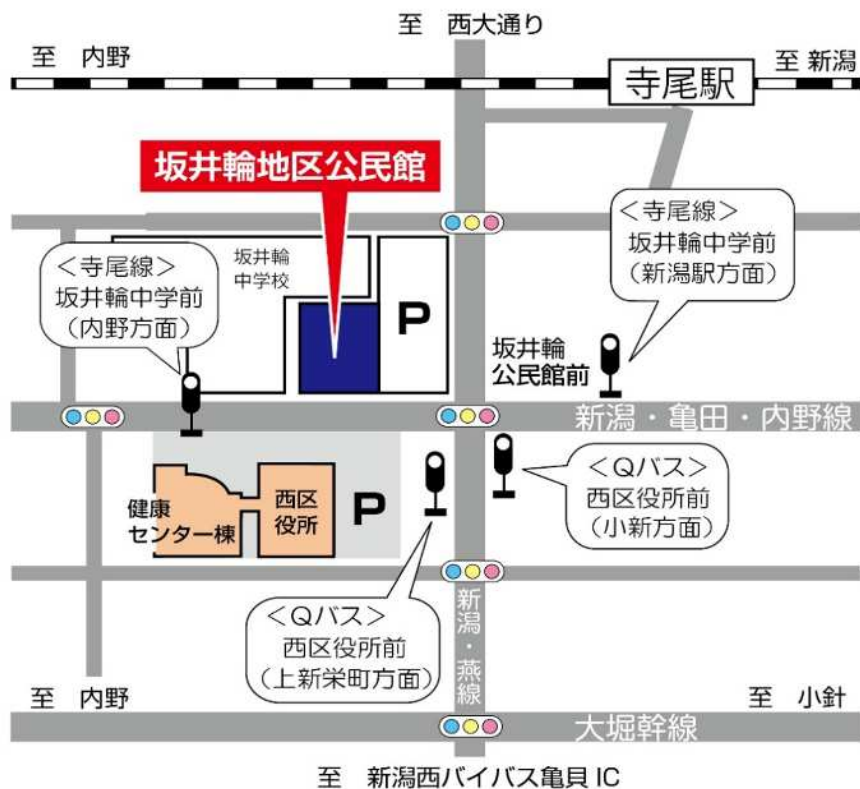 至 西大通り
至 内野
至 新潟
寺尾駅
坂井輪地区公民館
＜寺尾線＞
坂井輪中学前
（新潟駅方面）
坂井輪
中学校
＜寺尾線＞
坂井輪中学前
（内野方面）
P
坂井輪
公民館前
新潟・亀田・内野線
＜Qバス＞
西区役所前
（小新方面）
健康
センター棟
西区
役所
P
＜Qバス＞
西区役所前
（上新栄町方面）
新潟・燕線
至 内野
至 小針
大堀幹線
至 新潟西バイパス亀貝 IC